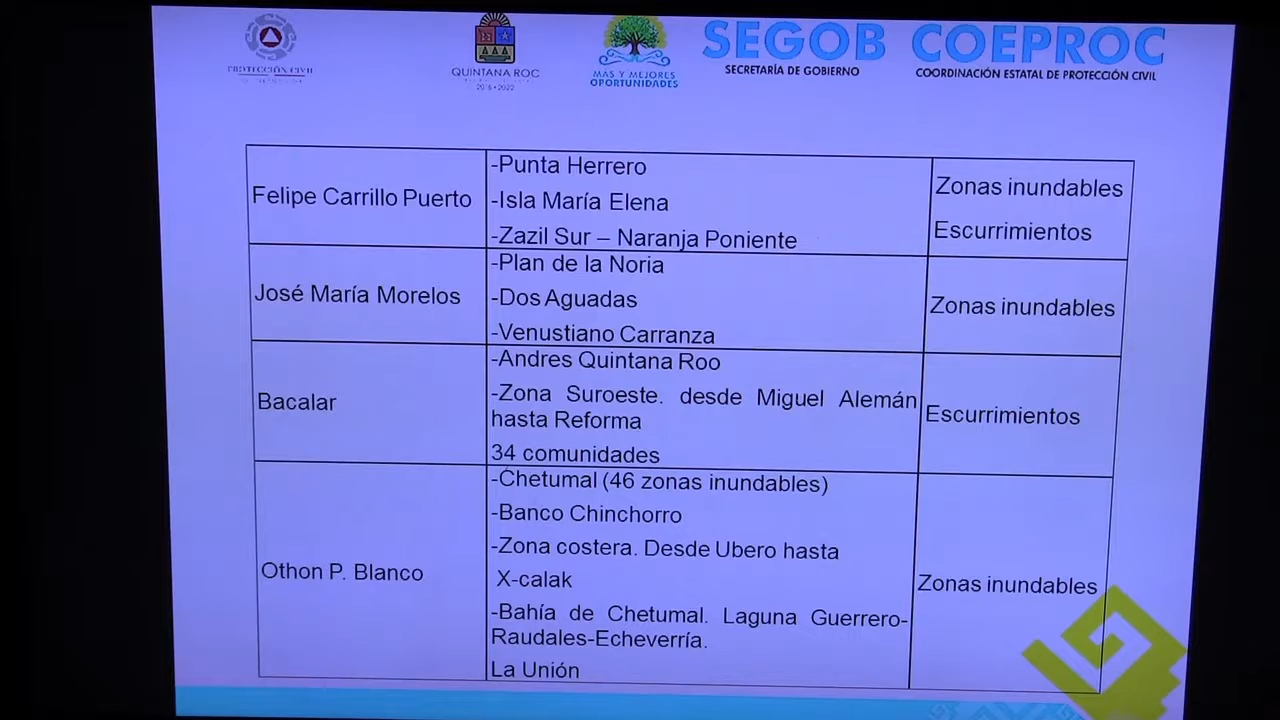 SEGOB
COEPROC
PROTECCIÓN CIVIL
QUINTANA ROO
2016 • 2022
MÁS Y MEJORES
OPORTUNIDADES
SECRETARÍA DE GOBIERNO
COORDINACIÓN ESTATAL DE PROTECCIÓN CIVIL
Felipe Carrillo Puerto
-Punta Herrero
-Isla María Elena
-Zazil Sur – Naranja Poniente
Zonas inundables
Escurrimientos
José María Morelos
-Plan de la Noria
-Dos Aguadas
-Venustiano Carranza
Zonas inundables
Bacalar
-Andres Quintana Roo
-Zona Suroeste. desde Miguel Alemán
hasta Reforma
34 comunidades
Escurrimientos
Othon P. Blanco
-Chetumal (46 zonas inundables)
-Banco Chinchorro
-Zona costera. Desde Ubero hasta
X-calak
-Bahía de Chetumal. Laguna Guerrero-
Raudales-Echeverría.
La Unión
Zonas inundables